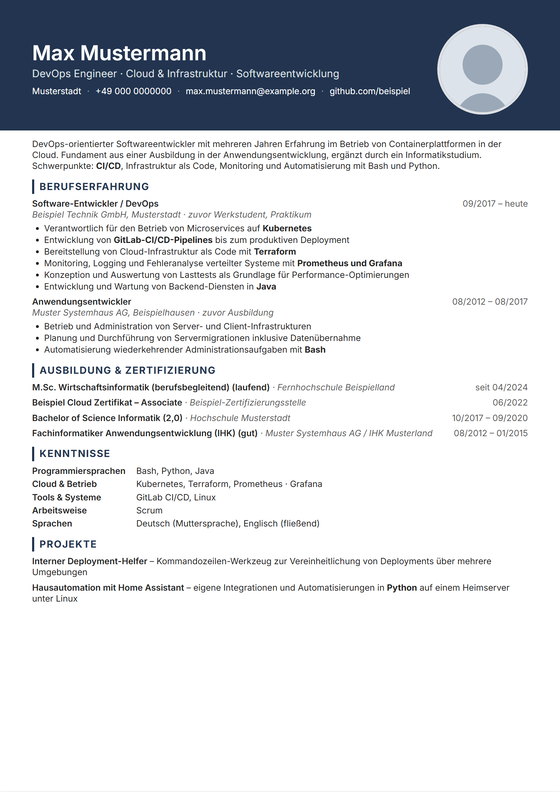 Max Mustermann
DevOps Engineer · Cloud & Infrastruktur · Softwareentwicklung
Musterstadt · +49 000 0000000 · max.mustermann@example.org · github.com/beispiel
DevOps-orientierter Softwareentwickler mit mehreren Jahren Erfahrung im Betrieb von Containerplattformen in der
Cloud. Fundament aus einer Ausbildung in der Anwendungsentwicklung, ergänzt durch ein Informatikstudium.
Schwerpunkte: CI/CD, Infrastruktur als Code, Monitoring und Automatisierung mit Bash und Python.
BERUFSERFAHRUNG
Software-Entwickler / DevOps 09/2017 – heute
Beispiel Technik GmbH, Musterstadt · zuvor Werkstudent, Praktikum
• Verantwortlich für den Betrieb von Microservices auf Kubernetes
• Entwicklung von GitLab-CI/CD-Pipelines bis zum produktiven Deployment
• Bereitstellung von Cloud-Infrastruktur als Code mit Terraform
• Monitoring, Logging und Fehleranalyse verteilter Systeme mit Prometheus und Grafana
• Konzeption und Auswertung von Lasttests als Grundlage für Performance-Optimierungen
• Entwicklung und Wartung von Backend-Diensten in Java
Anwendungsentwickler 08/2012 – 08/2017
Muster Systemhaus AG, Beispielhausen · zuvor Ausbildung
• Betrieb und Administration von Server- und Client-Infrastrukturen
• Planung und Durchführung von Servermigrationen inklusive Datenübernahme
• Automatisierung wiederkehrender Administrationsaufgaben mit Bash
AUSBILDUNG & ZERTIFIZIERUNG
M.Sc. Wirtschaftsinformatik (berufsbegleitend) (laufend) · Fernhochschule Beispielland seit 04/2024
Beispiel Cloud Zertifikat – Associate · Beispiel-Zertifizierungsstelle 06/2022
Bachelor of Science Informatik (2,0) · Hochschule Musterstadt 10/2017 – 09/2020
Fachinformatiker Anwendungsentwicklung (IHK) (gut) · Muster Systemhaus AG / IHK Musterland 08/2012 – 01/2015
KENNTNISSE
Programmiersprachen Bash, Python, Java
Cloud & Betrieb Kubernetes, Terraform, Prometheus · Grafana
Tools & Systeme GitLab CI/CD, Linux
Arbeitsweise Scrum
Sprachen Deutsch (Muttersprache), Englisch (fließend)
PROJEKTE
Interner Deployment-Helfer – Kommandozeilen-Werkzeug zur Vereinheitlichung von Deployments über mehrere
Umgebungen
Hausautomation mit Home Assistant – eigene Integrationen und Automatisierungen in Python auf einem Heimserver
unter Linux